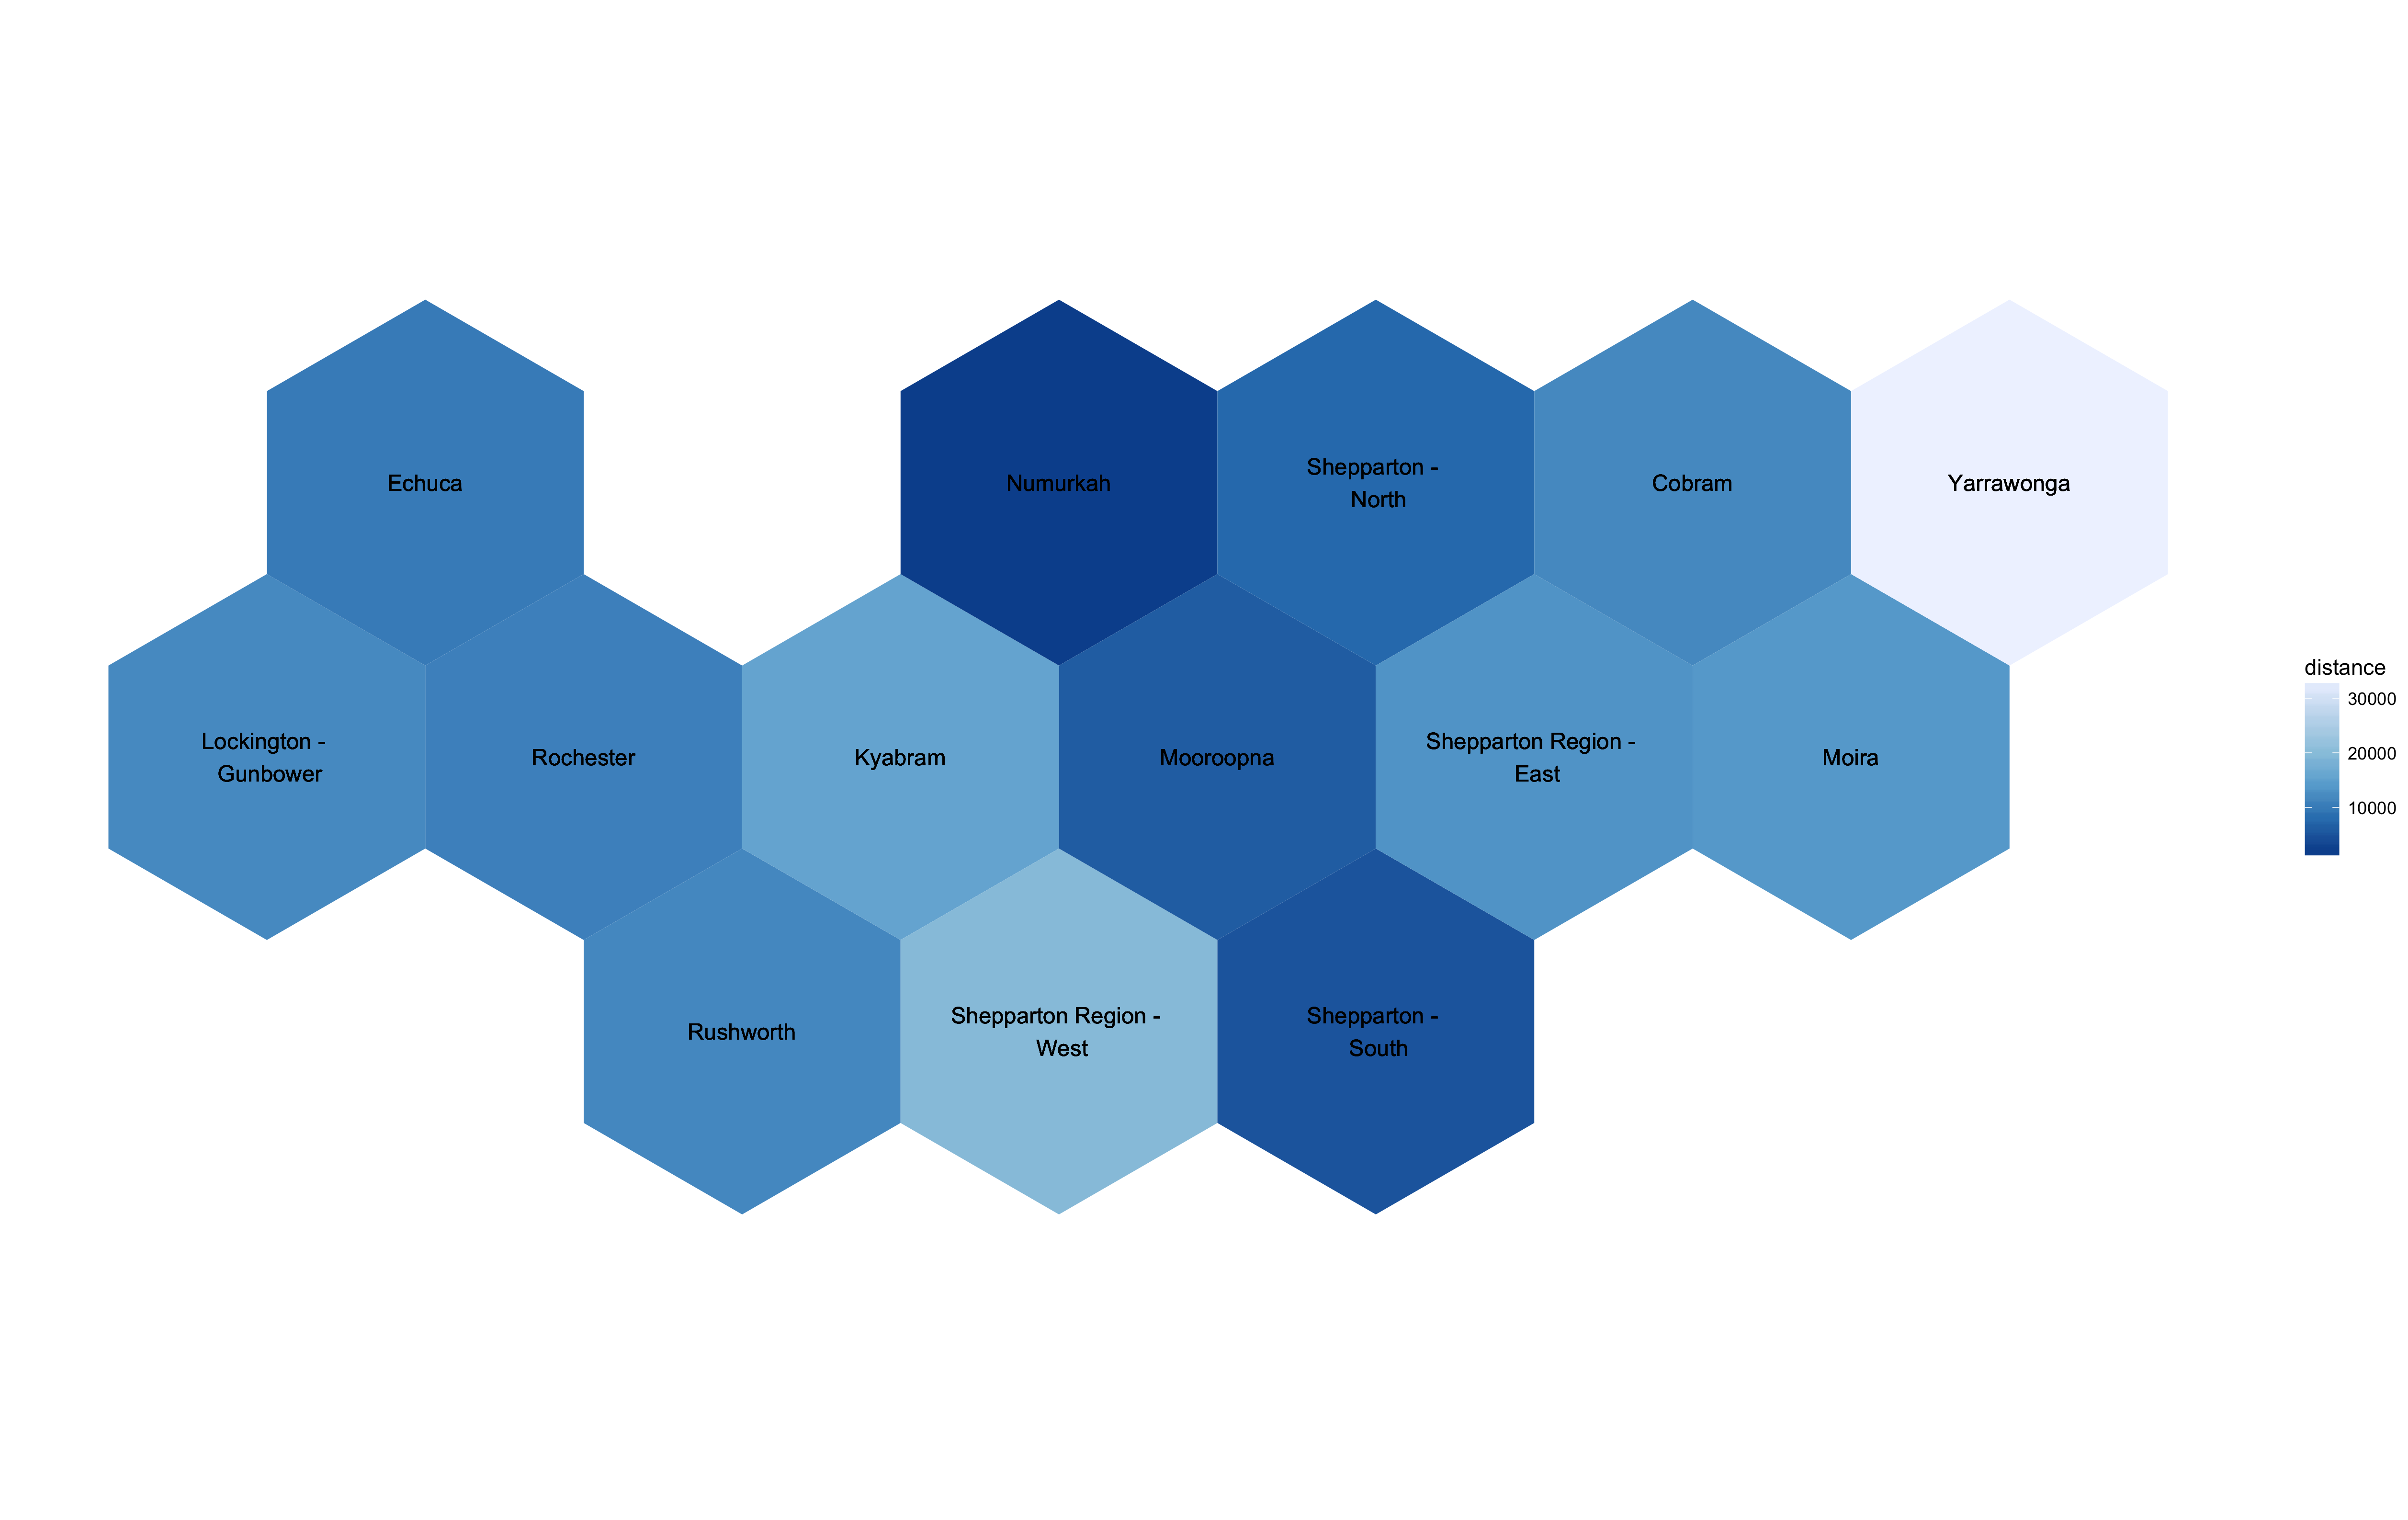 Echuca
Numurkah
Shepparton -
North
Cobram
Yarrawonga
Lockington -
Gunbower
Rochester
Kyabram
Mooroopna
Shepparton Region -
East
Moira
Rushworth
Shepparton Region -
West
Shepparton -
South
distance
30000
20000
10000